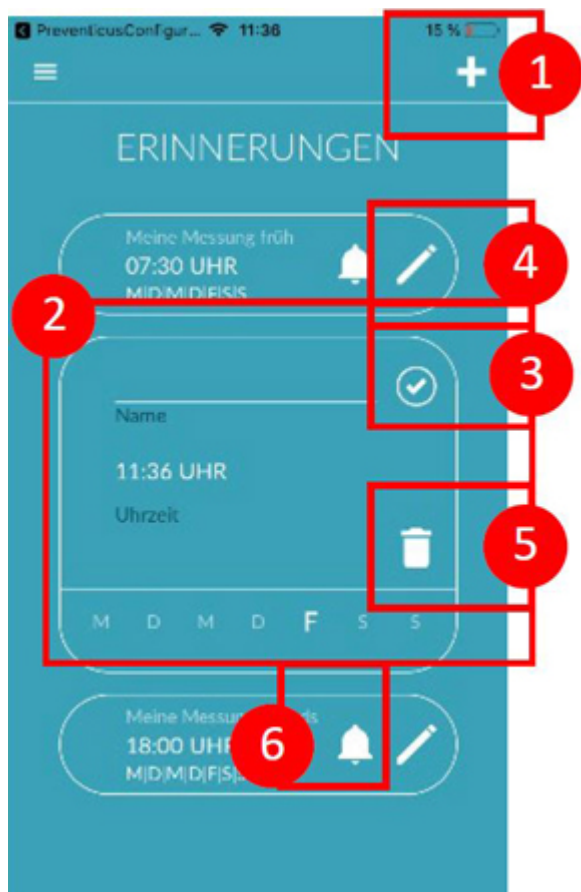 PreventicusConfigur... 11:36 15 %
1
ERINNERUNGEN
Meine Messung früh
07:30 UHR
M|D|M|D|F|S|S
4
2
3
Name
11:36 UHR
Uhrzeit
5
M D M D F S S
Meine
18:00 UHR
M|D|M|D|F|S|
6